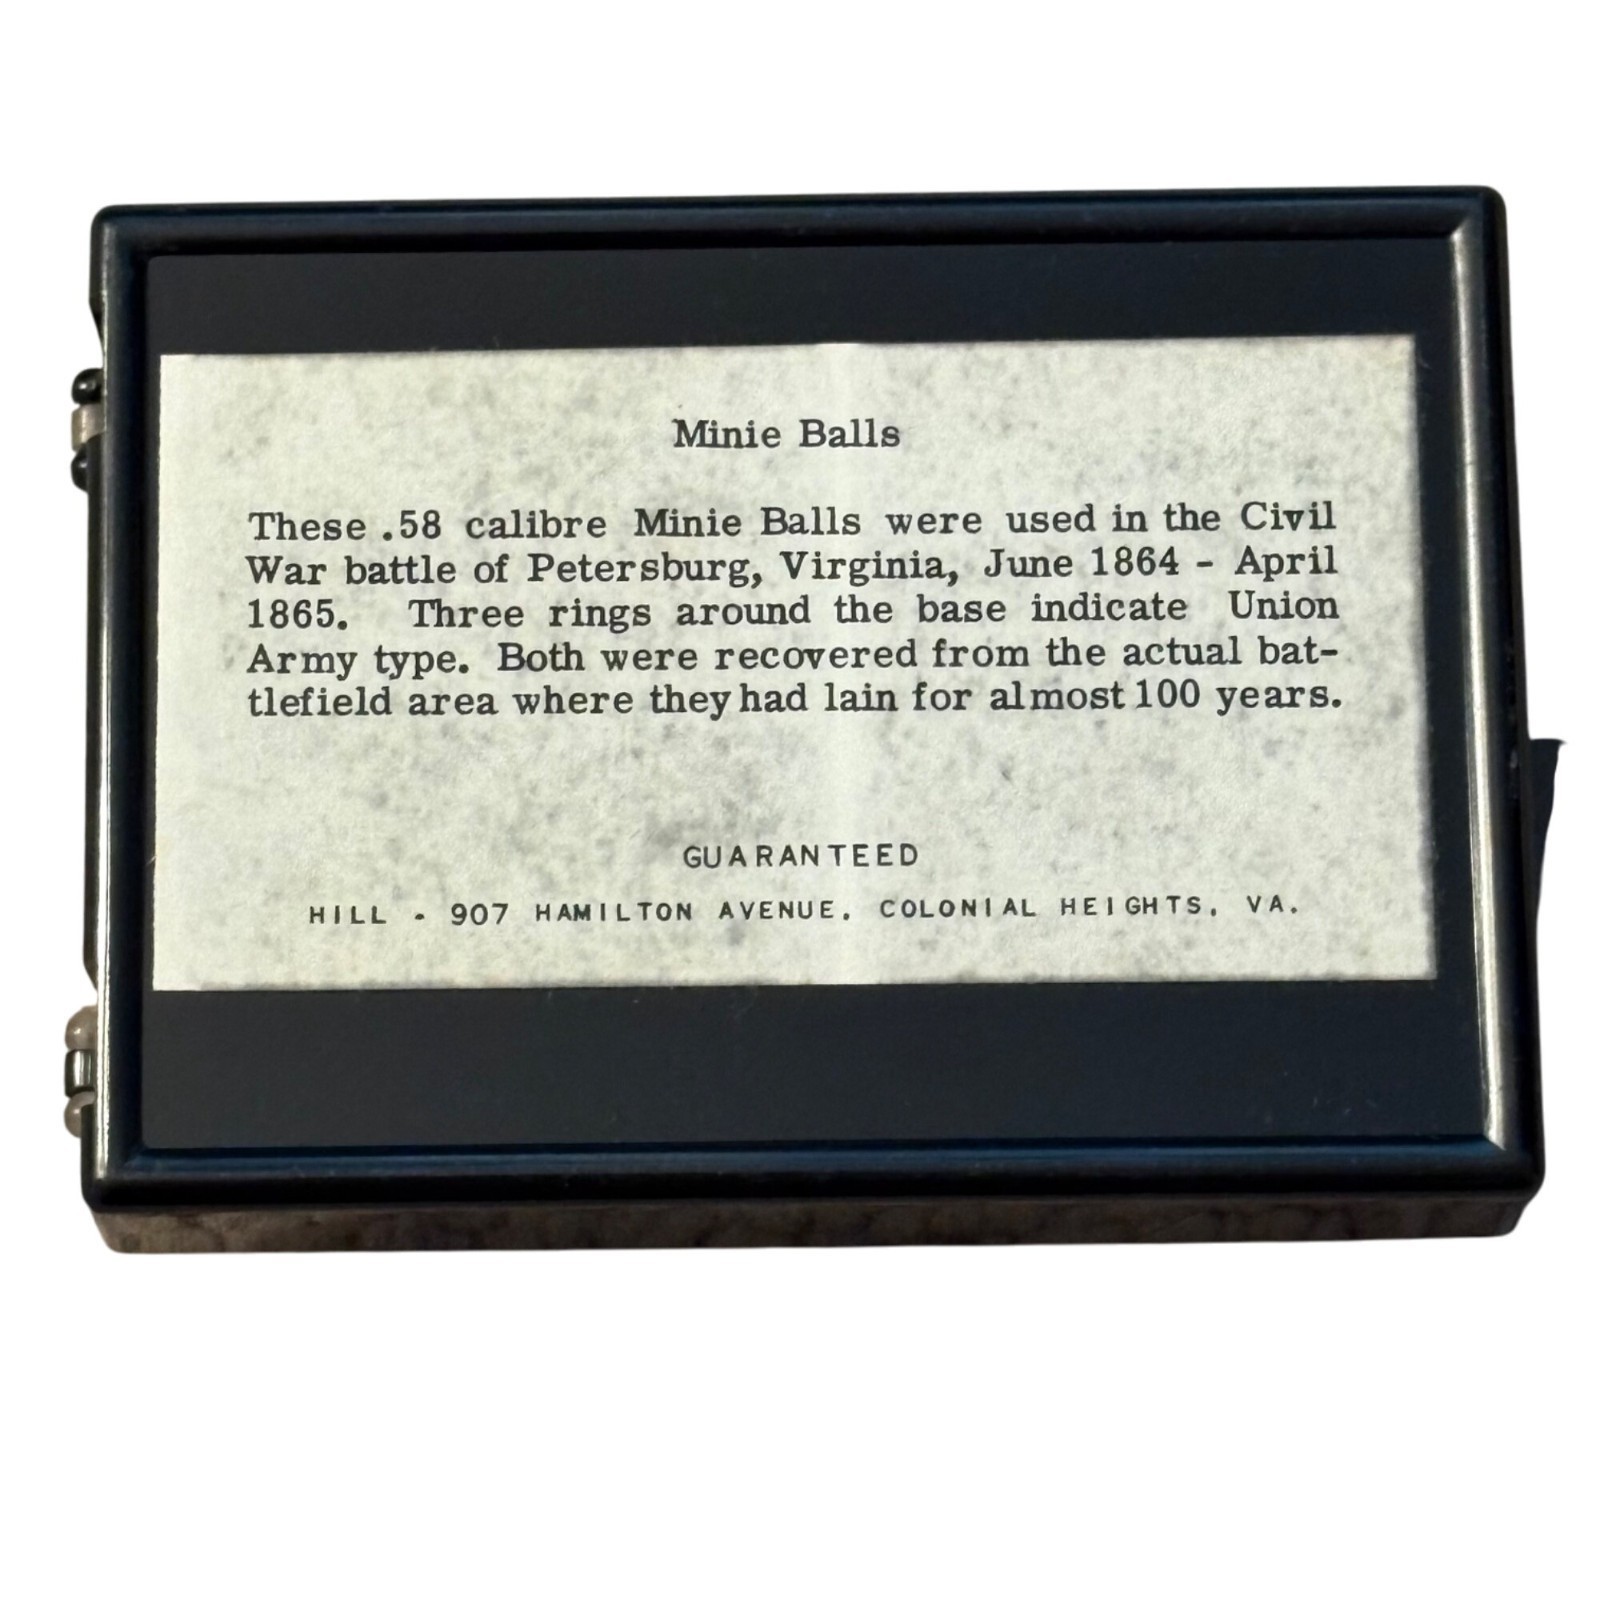 Minie Balls
These .58 calibre Minie Balls were used in the Civil
War battle of Petersburg, Virginia, June 1864 - April
1865. Three rings around the base indicate Union
Army type. Both were recovered from the actual bat-
tlefield area where they had lain for almost 100 years.
GUARANTEED
HILL - 907 HAMILTON AVENUE, COLONIAL HEIGHTS, VA.